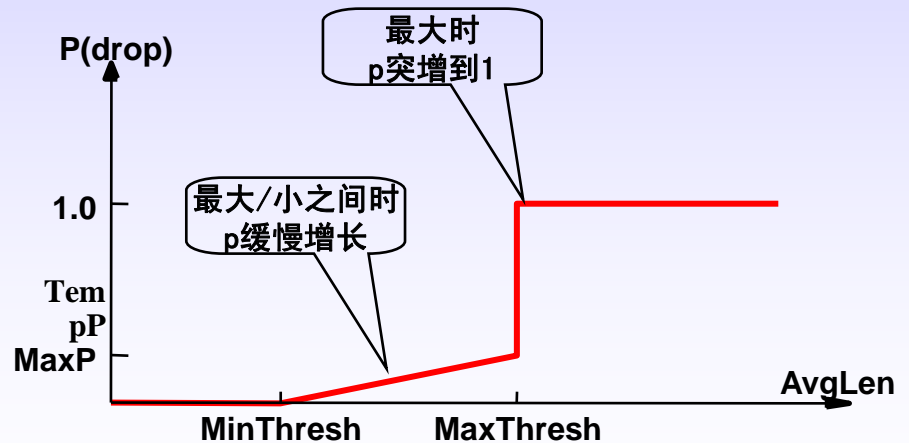 最大时
p突增到1
P(drop)
最大/小之间时
p缓慢增长
1.0
Tem
pP
MaxP
AvgLen
MinThresh
MaxThresh